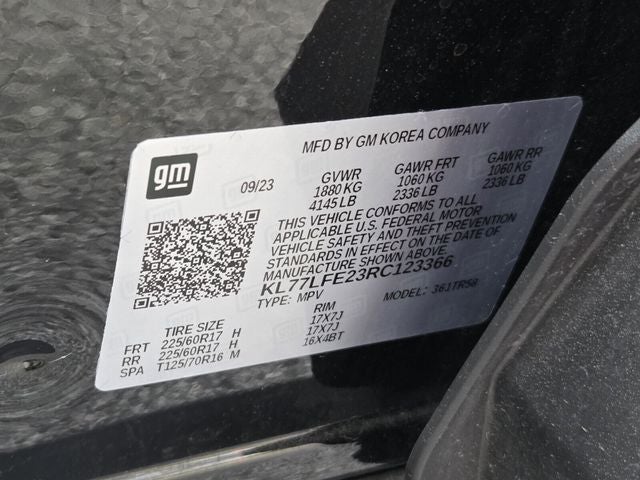 MFD BY GM KOREA COMPANY
gm
09/23
GVWR GAWR FRT GAWR RR
1880 KG 1060 KG 1060 KG
4145 LB 2336 LB 2336 LB
THIS VEHICLE CONFORMS TO ALL
APPLICABLE U.S. FEDERAL MOTOR
VEHICLE SAFETY AND THEFT PREVENTION
STANDARDS IN EFFECT ON THE DATE OF
MANUFACTURE SHOWN ABOVE.
KL77LFE23RC123366
TYPE: MPV MODEL: 361TR58
TIRE SIZE RIM
FRT 225/60R17 H 17X7J
RR 225/60R17 H 17X7J
SPA T125/70R16 M 16X4BT